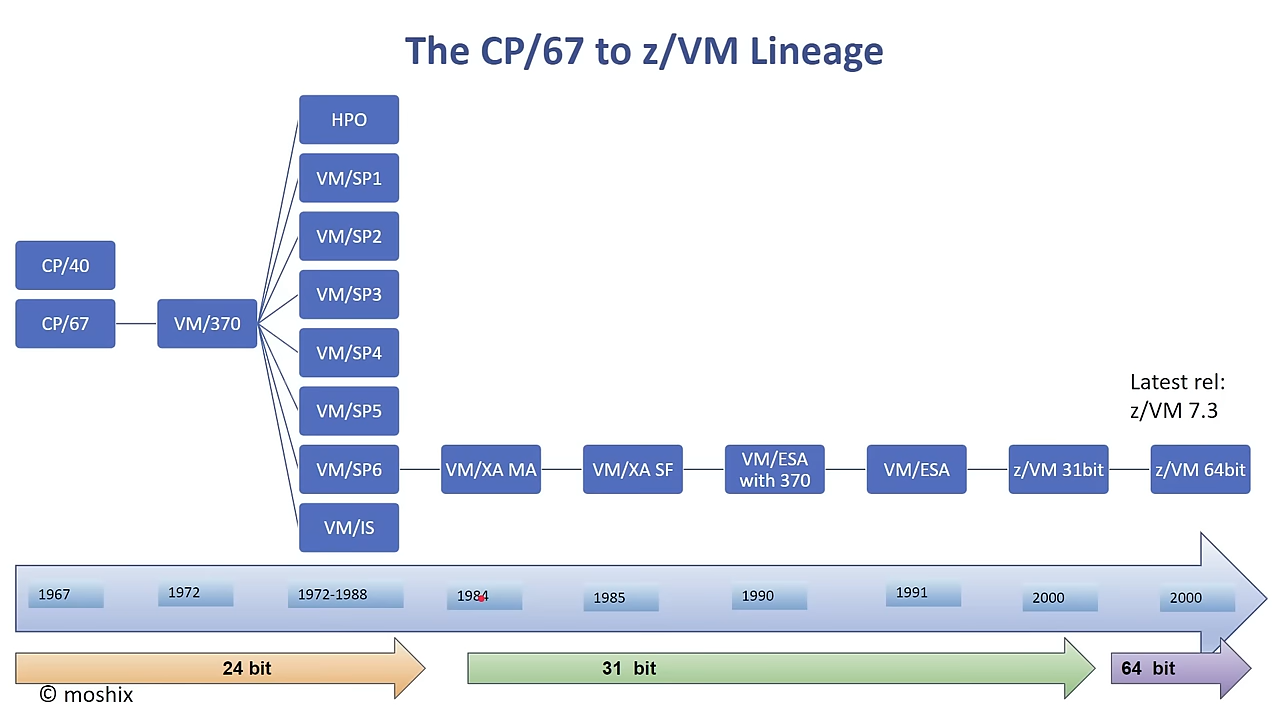 The CP/67 to z/VM Lineage
HPO
VM/SP1
VM/SP2
CP/40
VM/SP3
CP/67
VM/370
VM/SP4
Latest rel:
z/VM 7.3
VM/SP5
VM/SP6
VM/XA MA
VM/XA SF
VM/ESA
with 370
VM/ESA
z/VM 31bit
z/VM 64bit
VM/IS
1967
1972
1972-1988
1984
1985
1990
1991
2000
2000
24 bit
31 bit
64 bit
© moshix